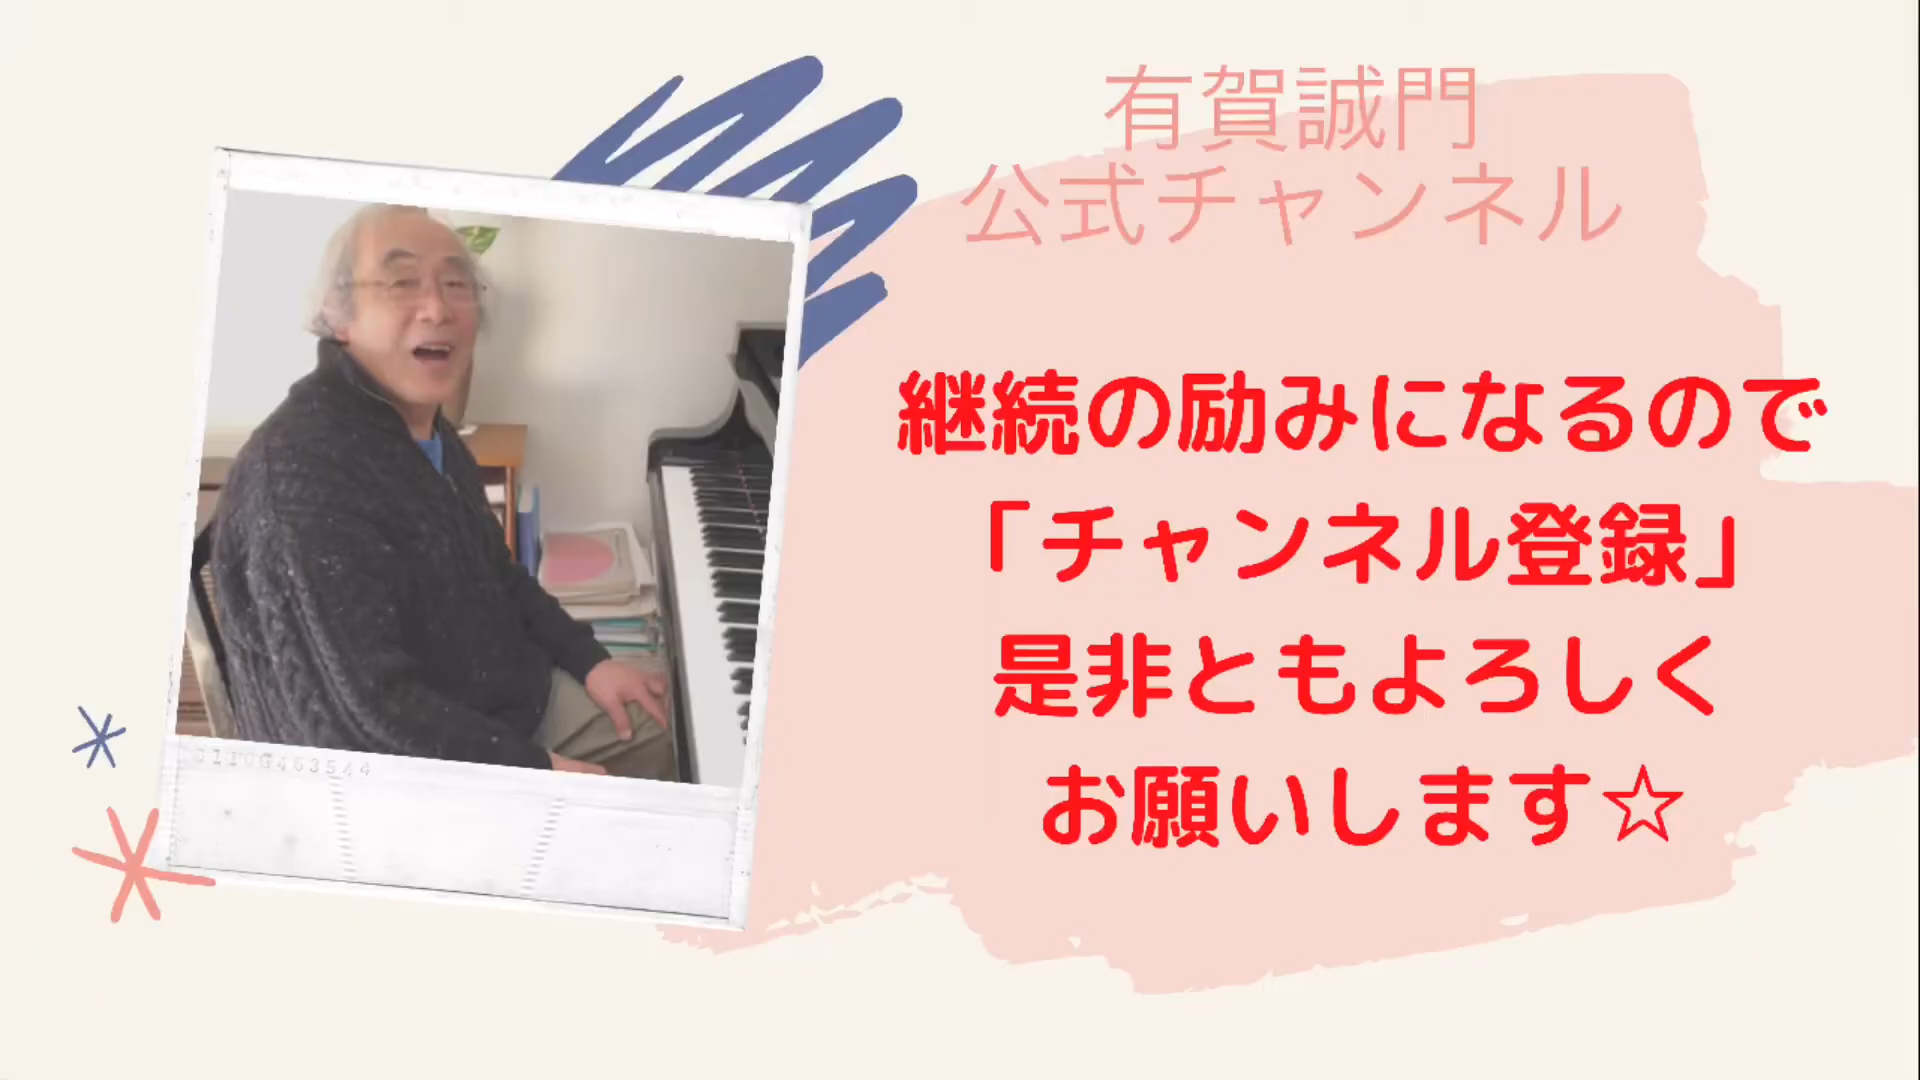 有賀誠門
公式チャンネル
継続の励みになるので
「チャンネル登録」
是非ともよろしく
お願いします☆